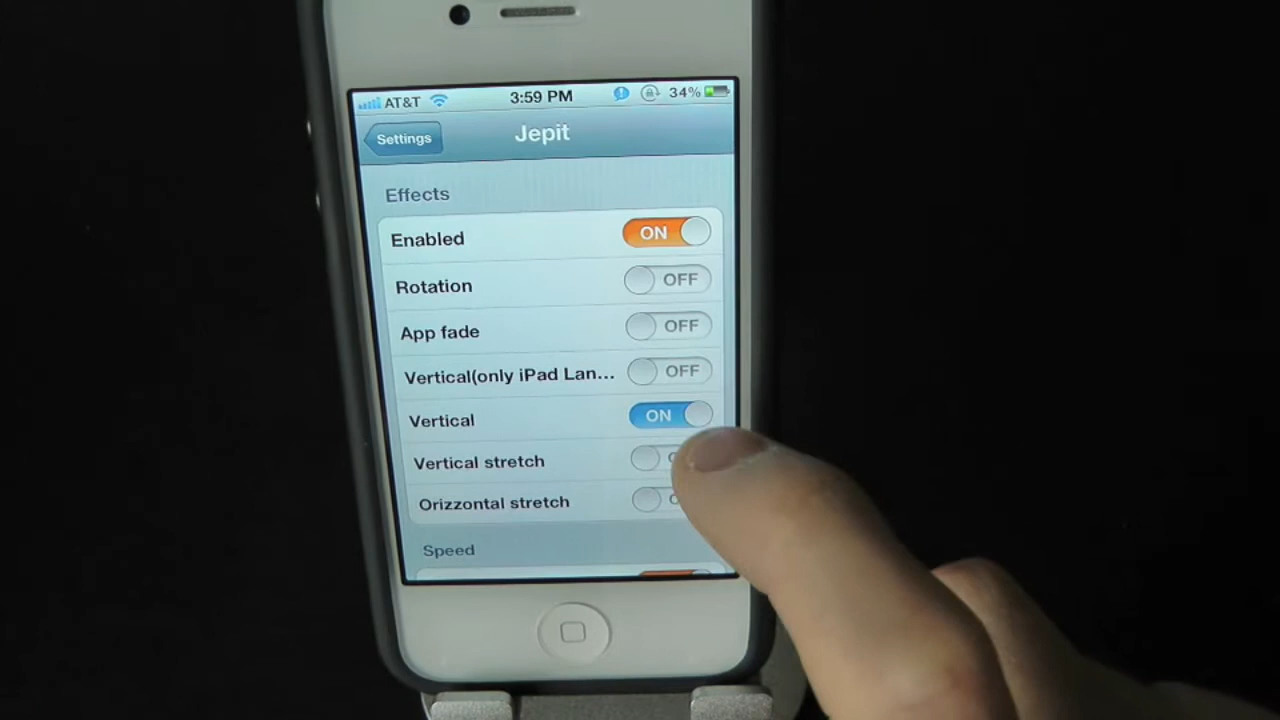 AT&T 3:59 PM 34%
Settings Jepit
Effects
Enabled ON
Rotation OFF
App fade OFF
Vertical(only iPad Lan... OFF
Vertical ON
Vertical stretch
Orizzontal stretch
Speed